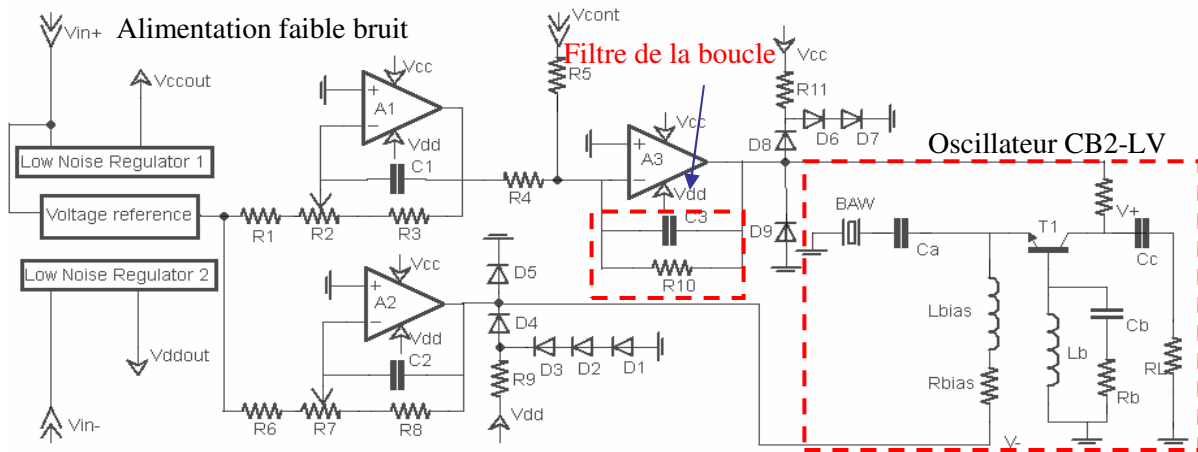 Alimentation faible bruit
Vin+
Vccout
Low Noise Regulator 1
Voltage reference
Low Noise Regulator 2
Vddout
Vin-
Vcc
+
A1
-
Vdd
C1
R1
R2
R3
Vcc
+
A2
-
Vdd
C2
R6
R7
R8
R4
Vcont
R5
Filtre de la boucle
+
A3
-
Vcc
Vdd
C3
R10
D5
D4
D3
D2
D1
R9
Vdd
Vcc
R11
D8
D6
D7
D9
Oscillateur CB2-LV
BAW
Ca
T1
V+
Cc
Lbias
Rbias
Lb
Cb
Rb
RL
V-